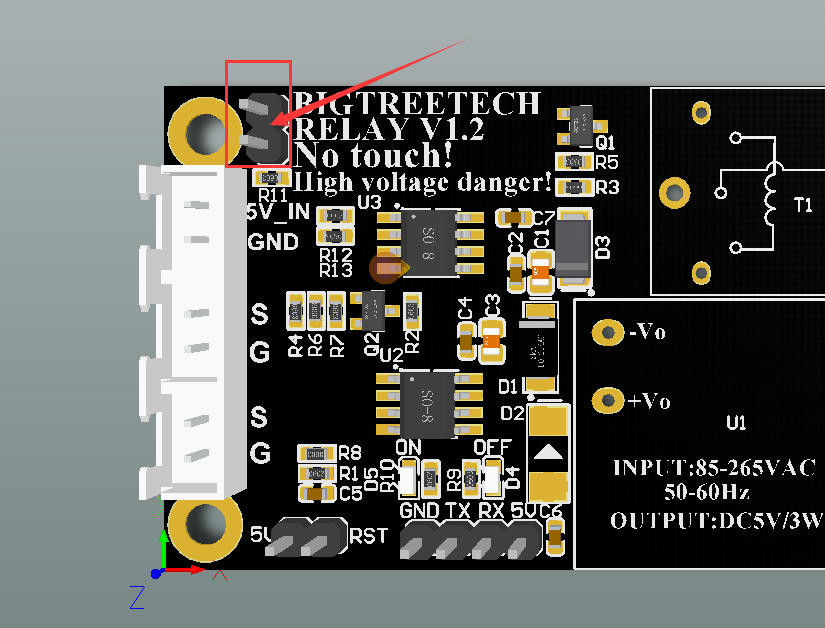 BIGTREETECH
RELAY V1.2
No touch!
High voltage danger!
Q1
R5
R3
T1
R11
U3
5V_IN
GND
R12
R13
SO-8
C7
C2
C1
D3
S
G
R4
R6
R7
Q2
R2
C4
C3
U2
SO-8
D1
D2
-Vo
+Vo
U1
S
G
ON
OFF
R8
R1
C5
D5
R10
R9
D4
INPUT:85-265VAC
50-60Hz
OUTPUT:DC5V/3W
GND TX RX 5V C6
RST
Z